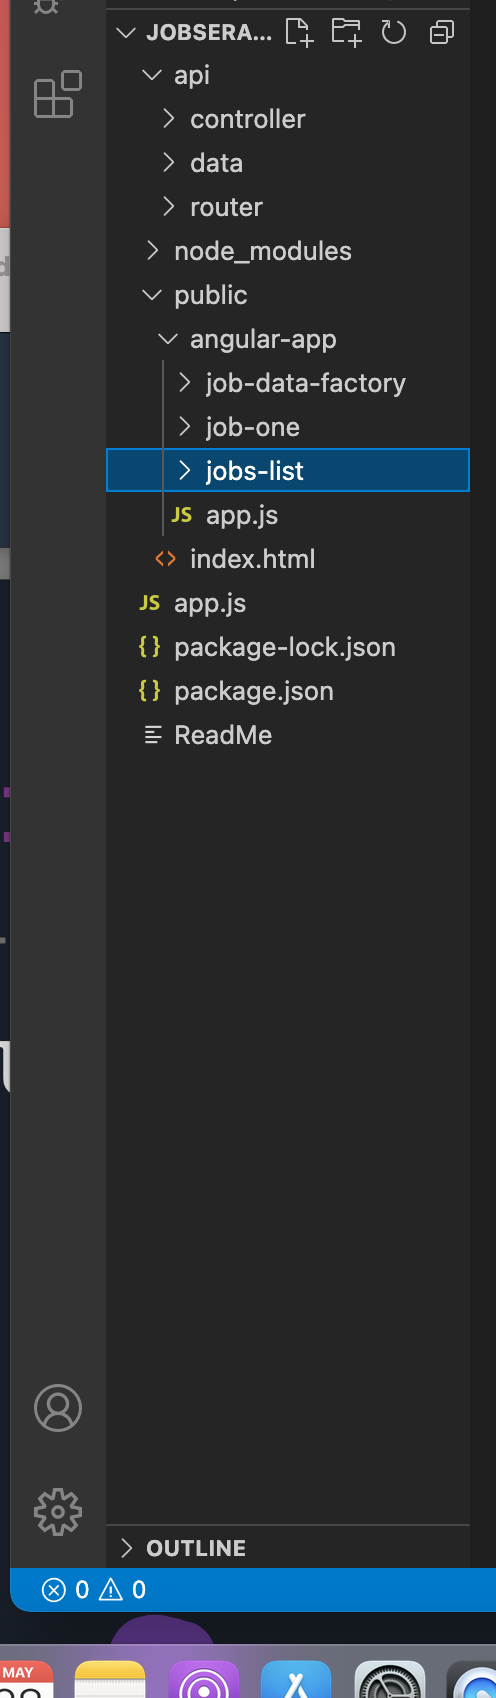 JOBSERA...
api
controller
data
router
node_modules
public
angular-app
job-data-factory
job-one
jobs-list
JS app.js
<> index.html
JS app.js
{} package-lock.json
{} package.json
ReadMe
OUTLINE
0 0
MAY